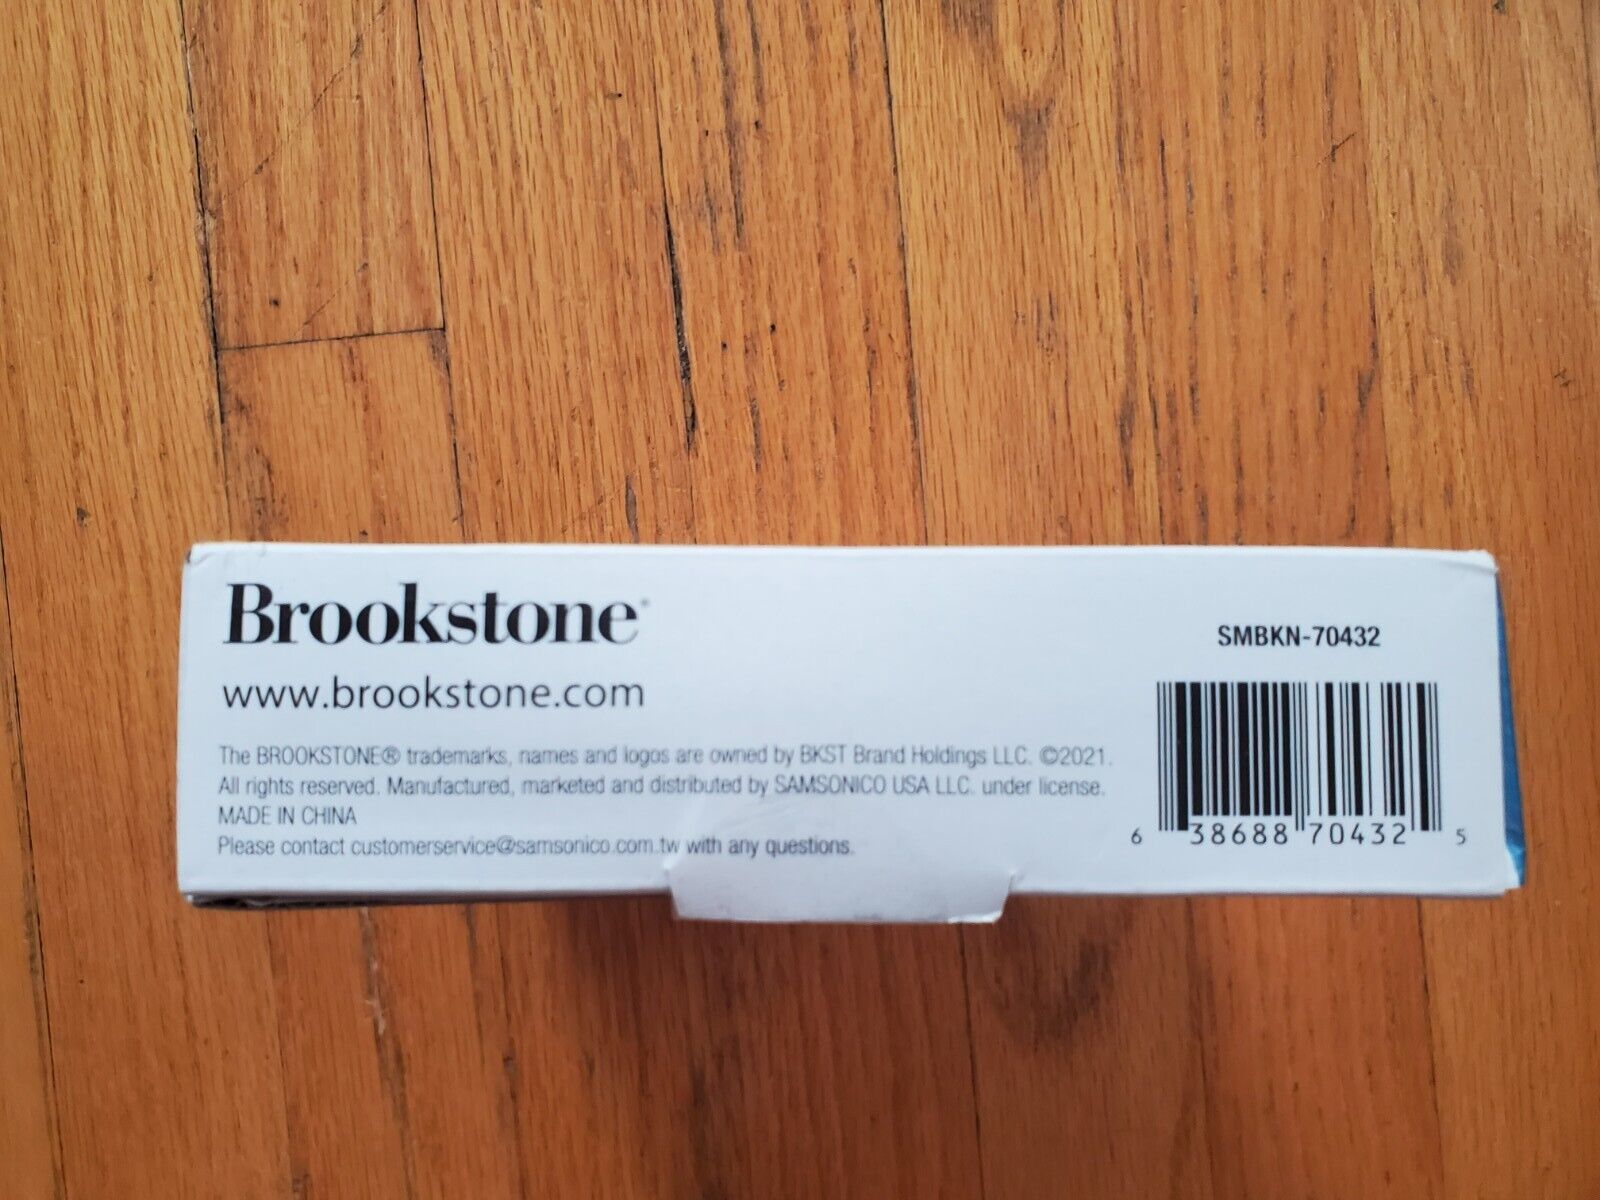 Brookstone®
www.brookstone.com
The BROOKSTONE® trademarks, names and logos are owned by BKST Brand Holdings LLC. ©2021.
All rights reserved. Manufactured, marketed and distributed by SAMSONICO USA LLC. under license.
MADE IN CHINA
Please contact customerservice@samsonico.com.tw with any questions.
SMBKN-70432
6 38688 70432 5